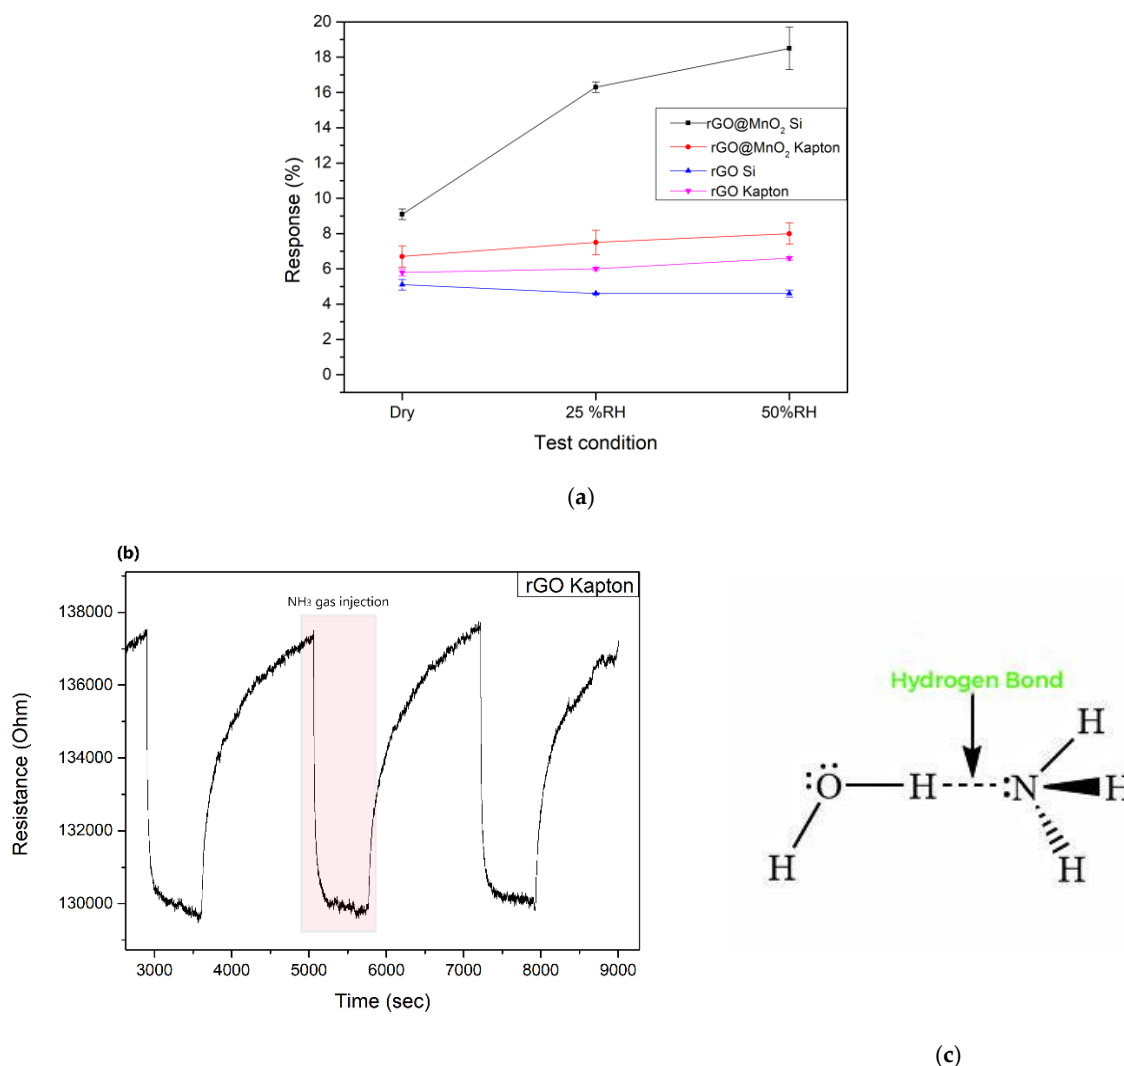 20
18
16
14
12
10
8
6
4
2
0
Response (%)
rGO@MnO₂ Si
rGO@MnO₂ Kapton
rGO Si
rGO Kapton
Dry
25 %RH
50%RH
Test condition
(a)
(b)
rGO Kapton
NH₃ gas injection
138000
136000
134000
132000
130000
Resistance (Ohm)
3000
4000
5000
6000
7000
8000
9000
Time (sec)
Hydrogen Bond
H
:Ö
H
:N
H
H
H
(c)